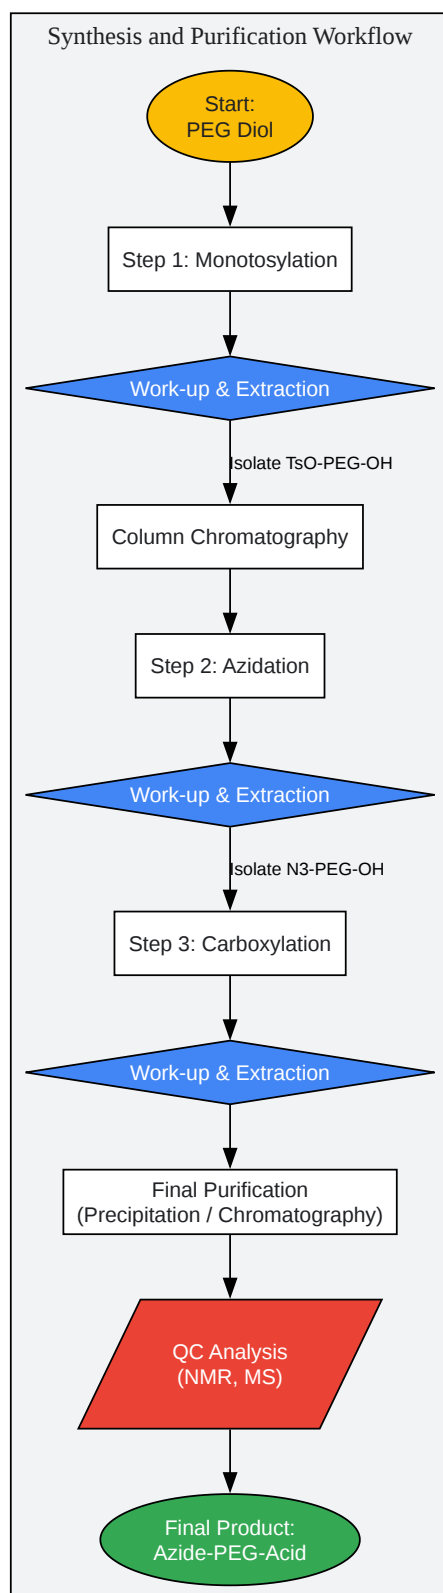 Synthesis and Purification Workflow
Start:
PEG Diol
Step 1: Monotosylation
Work-up & Extraction
Isolate TsO-PEG-OH
Column Chromatography
Step 2: Azidation
Work-up & Extraction
Isolate N3-PEG-OH
Step 3: Carboxylation
Work-up & Extraction
Final Purification
(Precipitation / Chromatography)
QC Analysis
(NMR, MS)
Final Product:
Azide-PEG-Acid